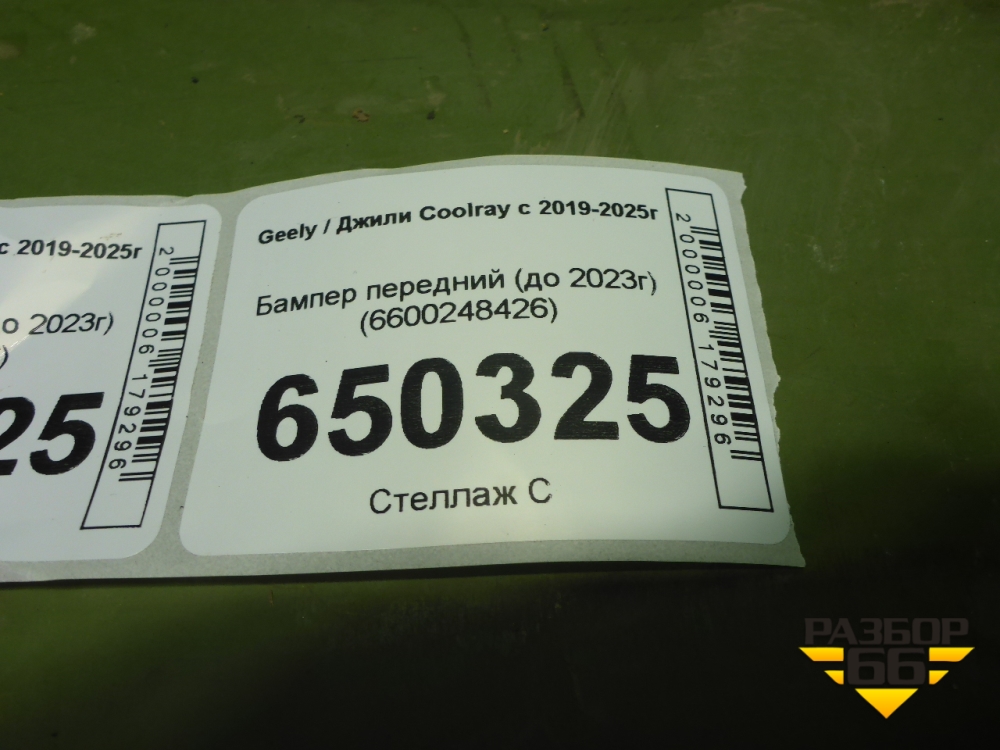 с 2019-2025г
о 2023г)
)
25
2000006179296
Geely / Джили Coolray с 2019-2025г
Бампер передний (до 2023г)
(6600248426)
650325
Стеллаж С
2000006179296
РАЗБОР
66